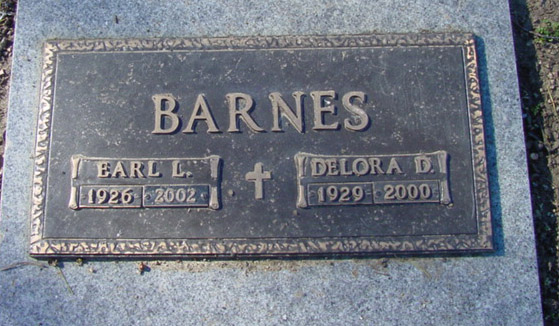 BARNES
EARL L.
1926 2002
DELORA D.
1929 2000